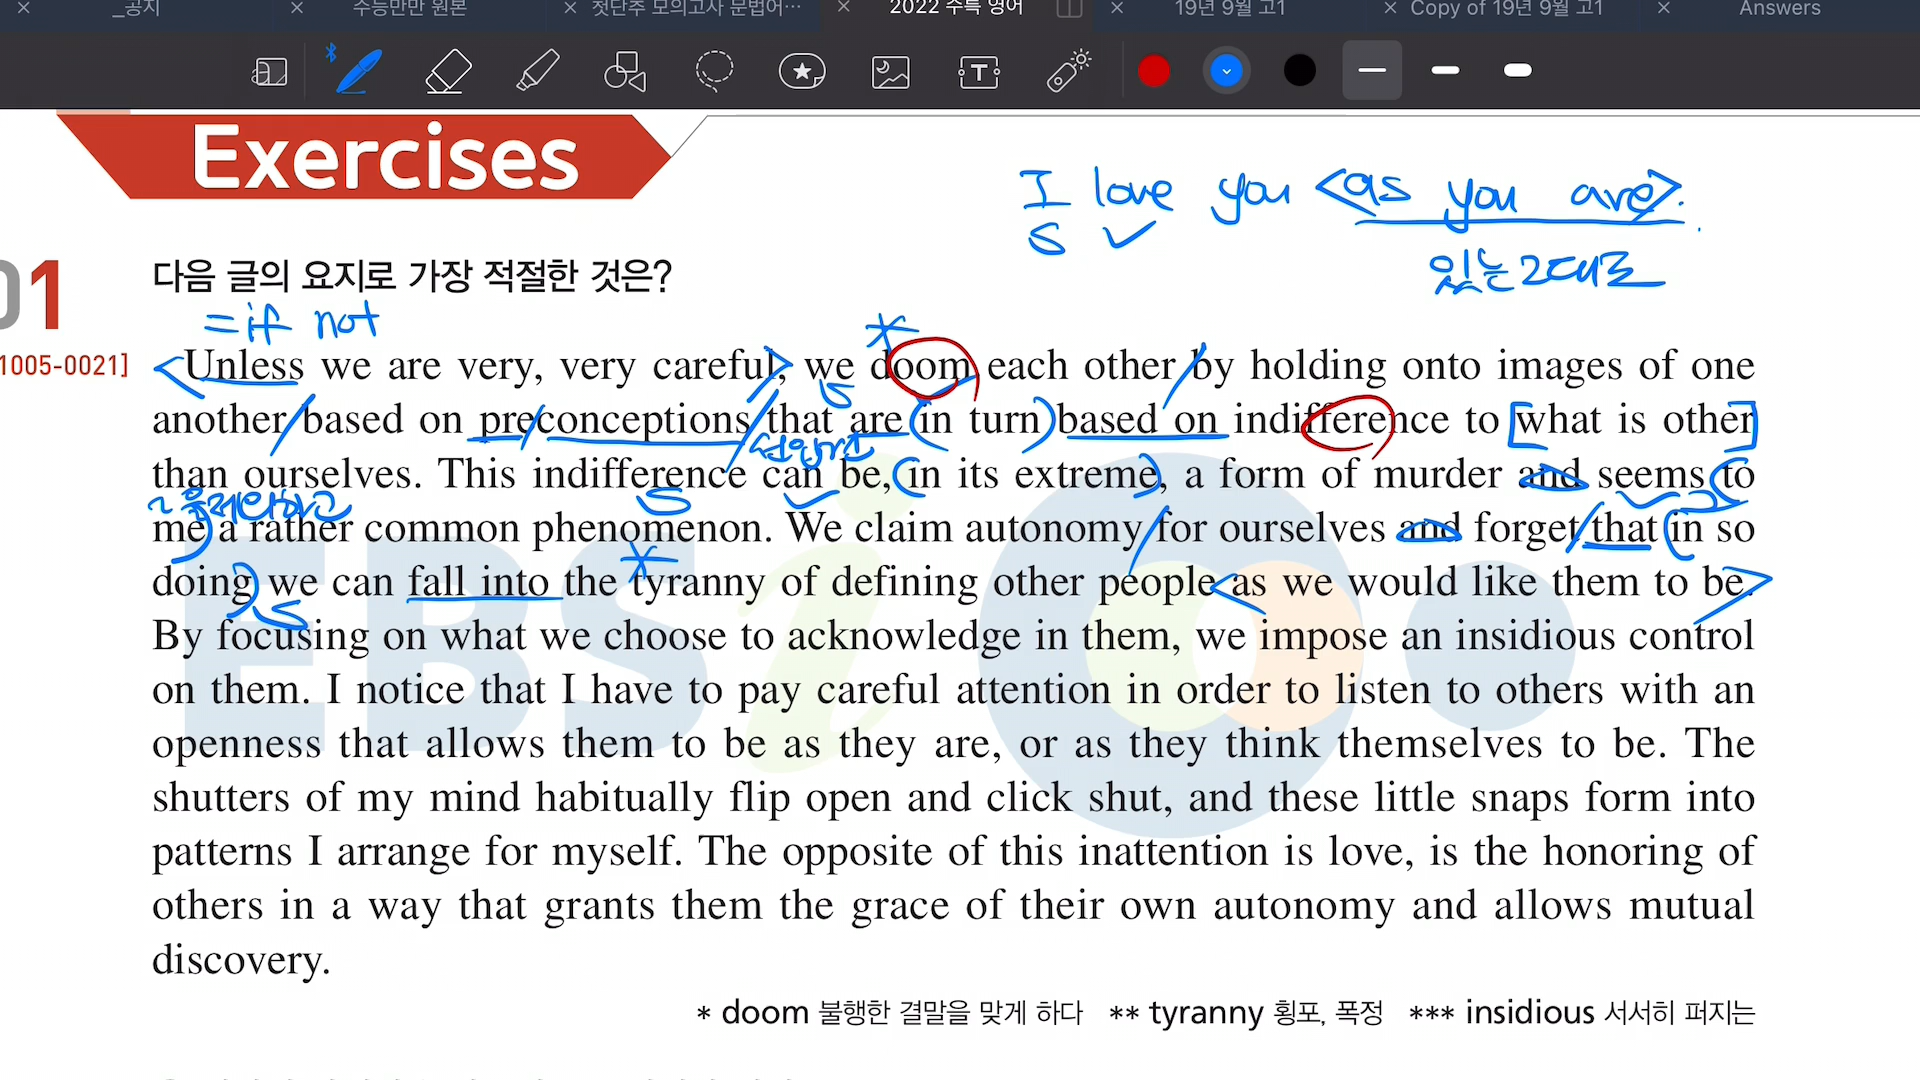 _공지 수능만만 원본 첫단추 모의고사 문법어… 2022 수특 영어 19년 9월 고1 Copy of 19년 9월 고1 Answers
Exercises
I love you <as you are>.
S
있는 그대로
01 다음 글의 요지로 가장 적절한 것은?
= if not
1005-0021]
Unless we are very, very careful, we doom each other by holding onto images of one
another based on preconceptions that are in turn based on indifference to what is other
선입견
than ourselves. This indifference can be, in its extreme, a form of murder and seems to
S
me a rather common phenomenon. We claim autonomy for ourselves and forget that in so
doing we can fall into the tyranny of defining other people as we would like them to be.
S
By focusing on what we choose to acknowledge in them, we impose an insidious control
on them. I notice that I have to pay careful attention in order to listen to others with an
openness that allows them to be as they are, or as they think themselves to be. The
shutters of my mind habitually flip open and click shut, and these little snaps form into
patterns I arrange for myself. The opposite of this inattention is love, is the honoring of
others in a way that grants them the grace of their own autonomy and allows mutual
discovery.
* doom 불행한 결말을 맞게 하다 ** tyranny 횡포, 폭정 *** insidious 서서히 퍼지는